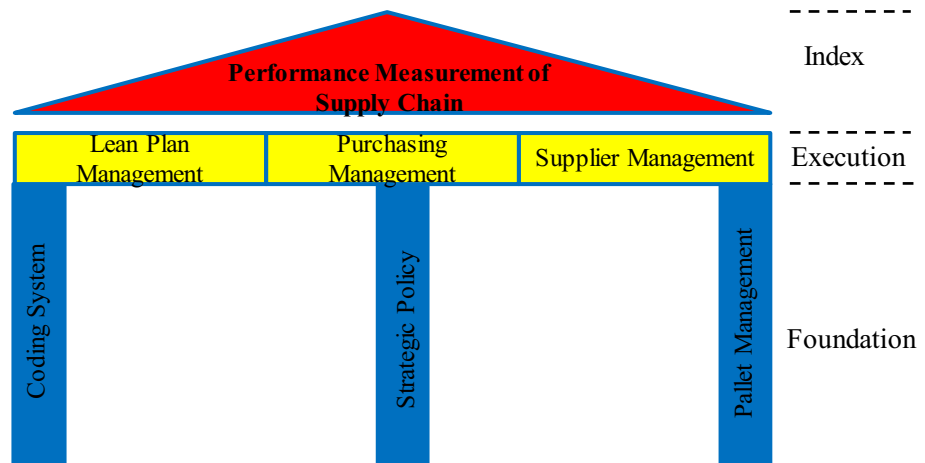 Performance Measurement of
Supply Chain
Index
Lean Plan
Management
Purchasing
Management
Supplier Management
Execution
Coding System
Strategic Policy
Pallet Management
Foundation